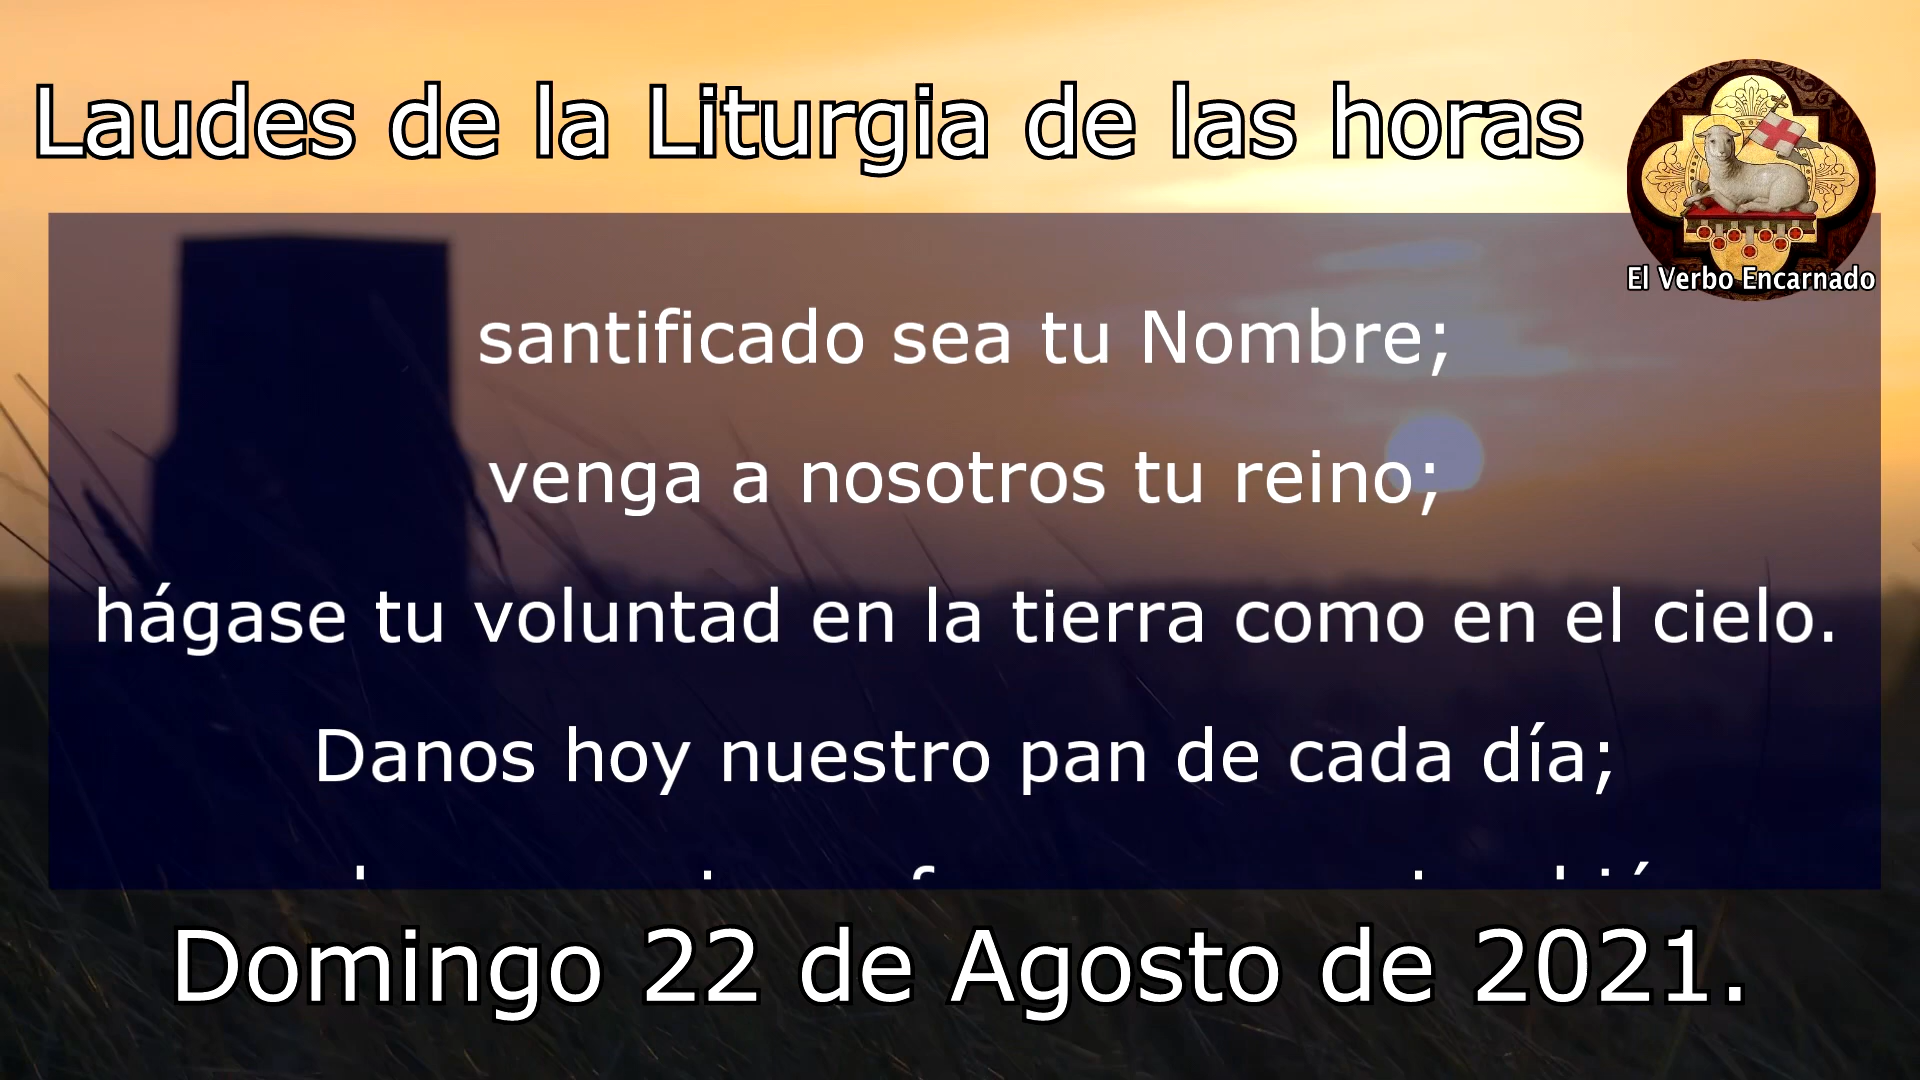 Laudes de la Liturgia de las horas
El Verbo Encarnado
santificado sea tu Nombre;
venga a nosotros tu reino;
hágase tu voluntad en la tierra como en el cielo.
Danos hoy nuestro pan de cada día;
Domingo 22 de Agosto de 2021.